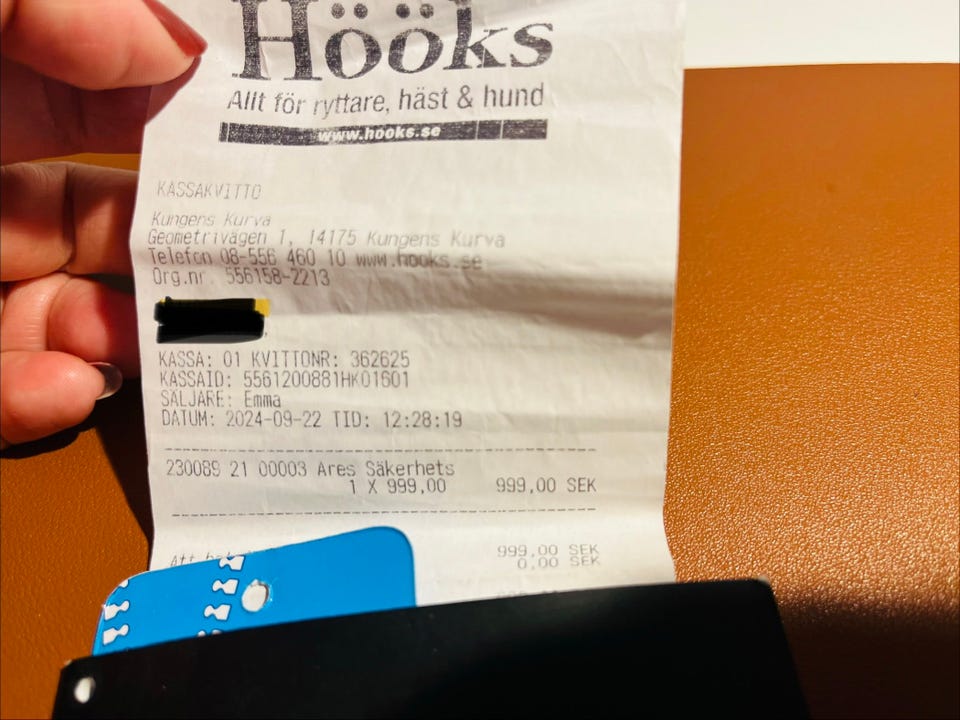 Hööks
Allt för ryttare, häst & hund
www.hooks.se
KASSAKVITTO
Kungens Kurva
Geometrivägen 1, 14175 Kungens Kurva
Telefon 08-556 460 10 www.hooks.se
Org.nr. 556158-2213
KASSA: 01 KVITTONR: 362625
KASSAID: 5561200881HK01601
SÄLJARE: Emma
DATUM: 2024-09-22 TID: 12:28:19
230089 21 00003 Ares Säkerhets
1 X 999,00 999,00 SEK
Att 999,00 SEK
0,00 SEK